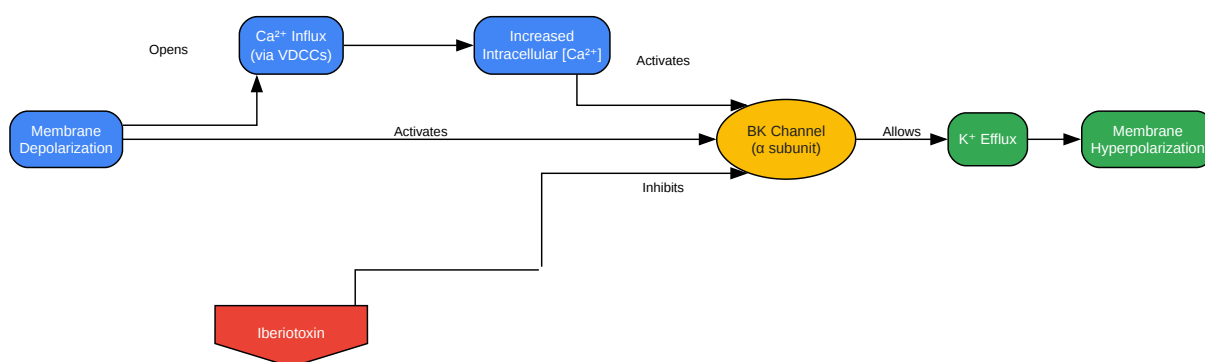 Opens
Ca²⁺ Influx
(via VDCCs)
Increased
Intracellular [Ca²⁺]
Activates
Membrane
Depolarization
Activates
BK Channel
(α subunit)
Allows
K⁺ Efflux
Membrane
Hyperpolarization
Inhibits
Iberiotoxin